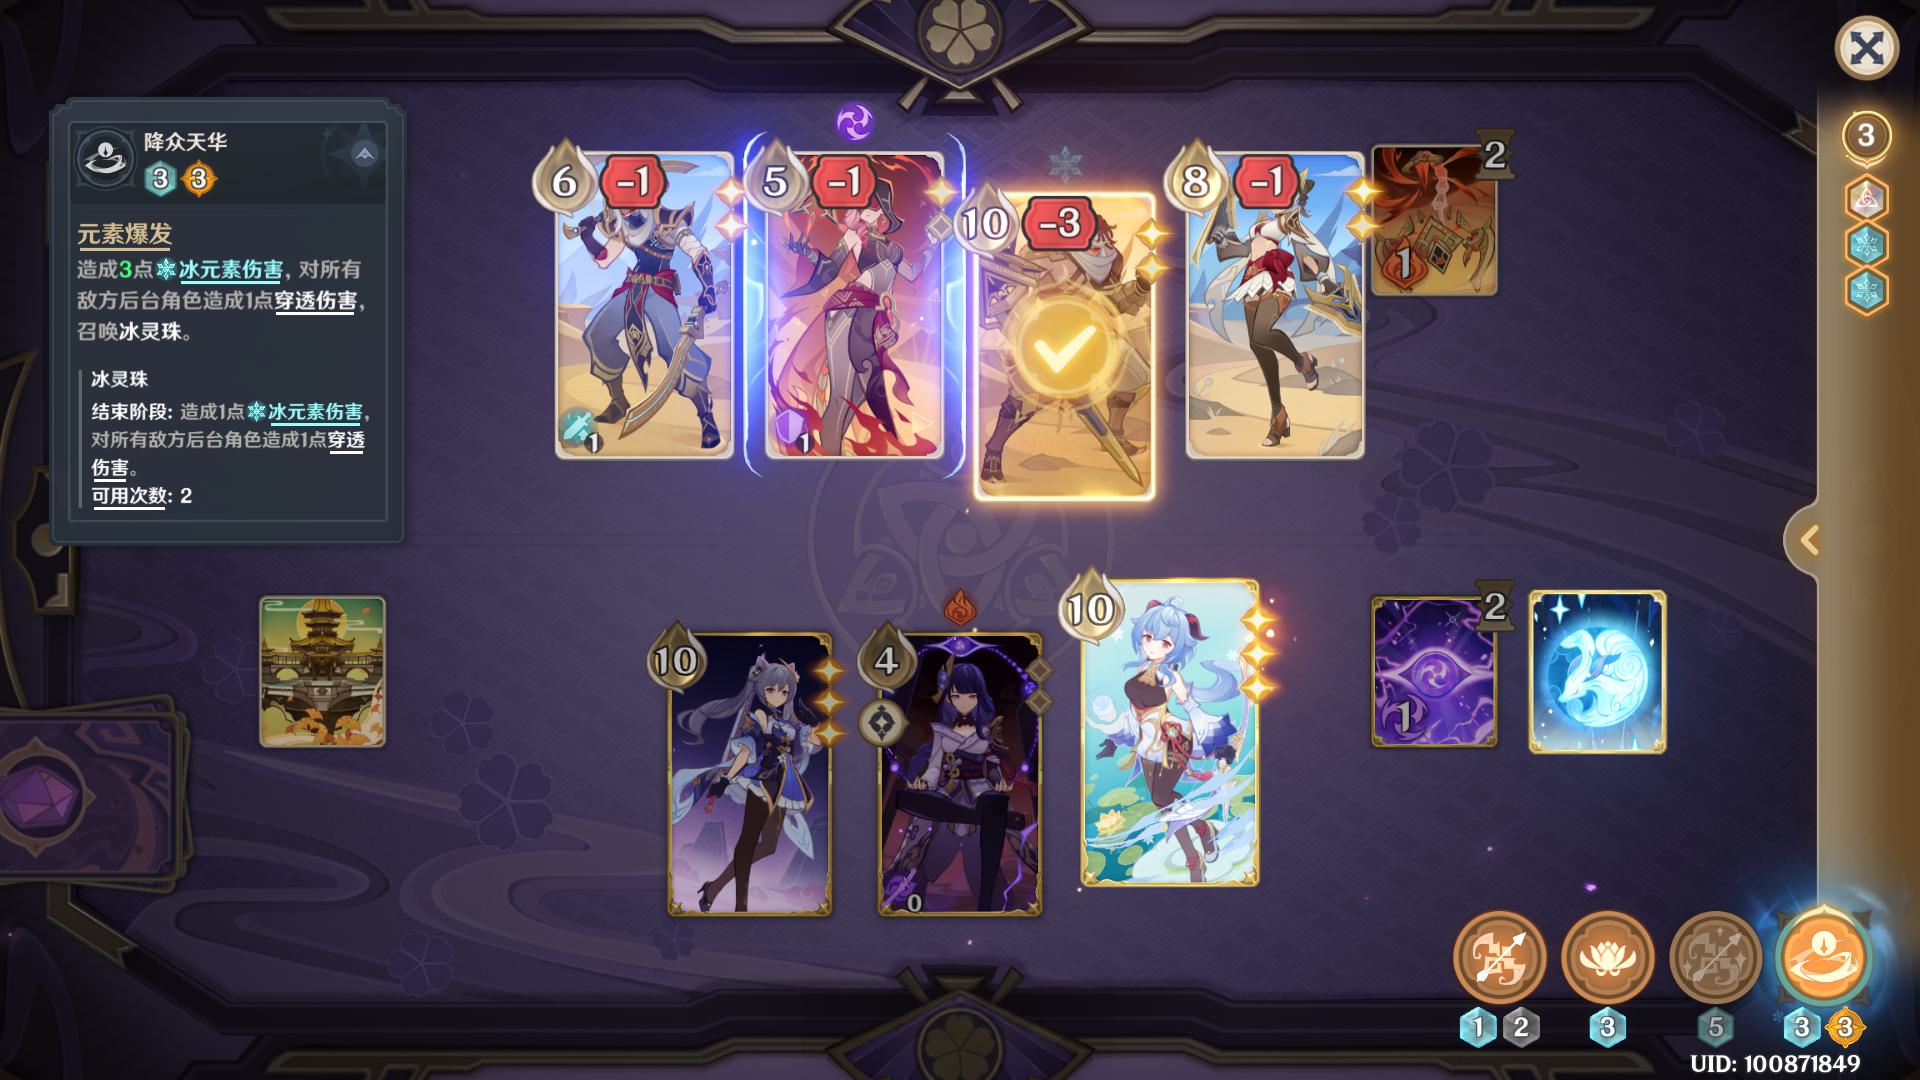 降众天华
3 3
元素爆发
造成3点冰元素伤害，对所有
敌方后台角色造成1点穿透伤害，
召唤冰灵珠。
冰灵珠
结束阶段: 造成1点冰元素伤害，
对所有敌方后台角色造成1点穿透
伤害。
可用次数: 2
6 -1
1
5 -1
1
10 -3
8 -1
2
1
3
10
4
0
10
2
1
1 2
3
5
3 3
UID: 100871849